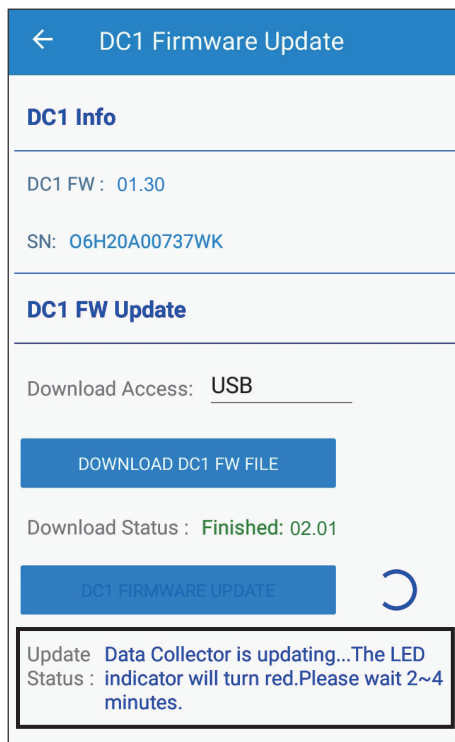 ← DC1 Firmware Update
DC1 Info
DC1 FW : 01.30
SN: O6H20A00737WK
DC1 FW Update
Download Access: USB
DOWNLOAD DC1 FW FILE
Download Status : Finished: 02.01
DC1 FIRMWARE UPDATE
Update Data Collector is updating...The LED
Status : indicator will turn red.Please wait 2~4
minutes.